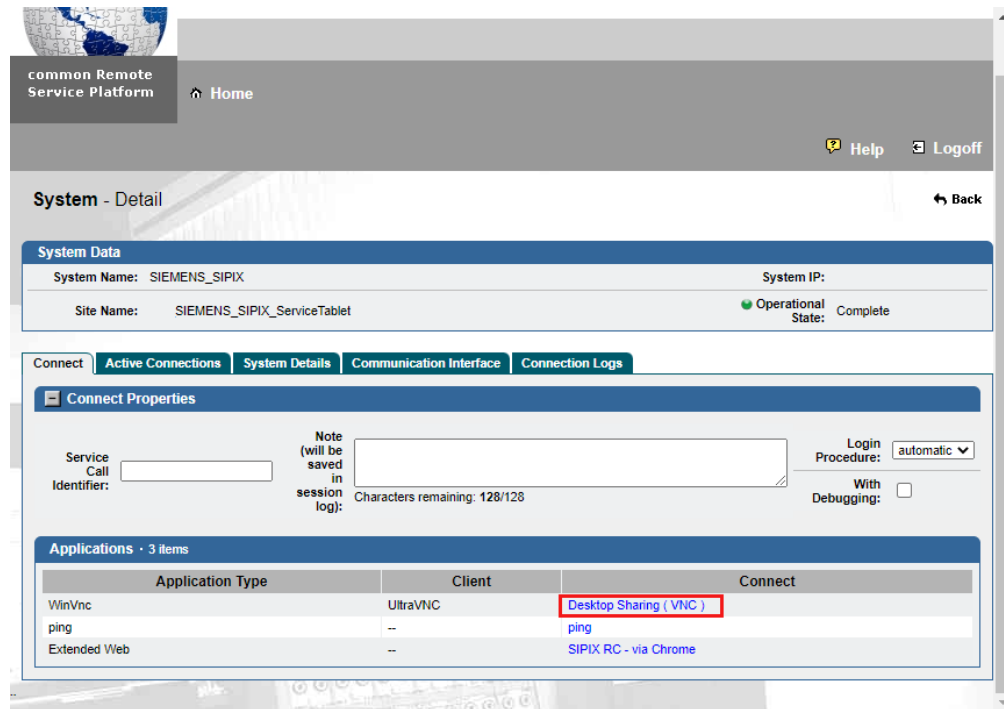 common Remote
Service Platform
Home
Help Logoff
System - Detail
Back
System Data
System Name: SIEMENS_SIPIX System IP:
Site Name: SIEMENS_SIPIX_ServiceTablet Operational State: Complete
Connect Active Connections System Details Communication Interface Connection Logs
Connect Properties
Service Call Identifier:
Note (will be saved in session log):
Characters remaining: 128/128
Login Procedure: automatic
With Debugging:
Applications · 3 items
Application Type Client Connect
WinVnc UltraVNC Desktop Sharing ( VNC )
ping -- ping
Extended Web -- SIPIX RC - via Chrome